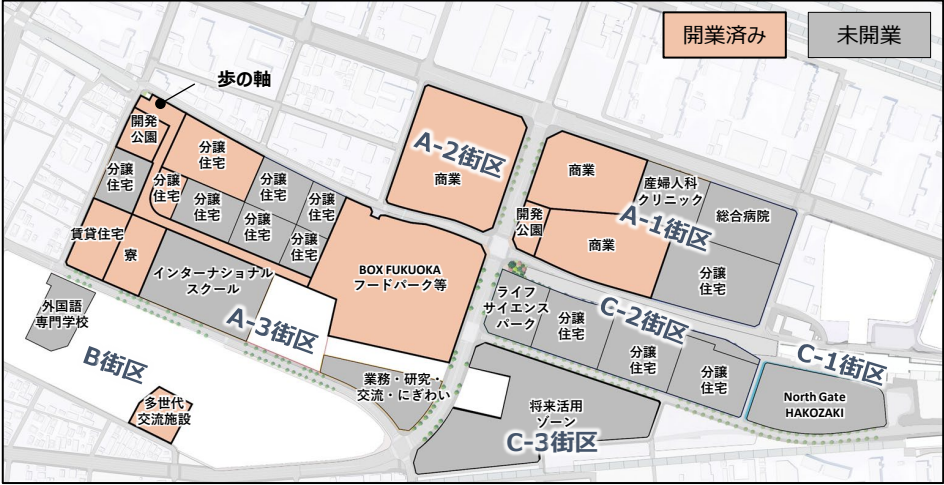 開業済み
未開業
歩の軸
開発
公園
分譲
住宅
分譲
住宅
分譲
住宅
分譲
住宅
分譲
住宅
分譲
住宅
分譲
住宅
分譲
住宅
賃貸住宅
寮
インターナショナル
スクール
BOX FUKUOKA
フードパーク等
A-3街区
業務・研究・
交流・にぎわい
A-2街区
商業
商業
産婦人科
クリニック
総合病院
A-1街区
開発
公園
商業
分譲
住宅
ライフ
サイエンス
パーク
C-2街区
分譲
住宅
分譲
住宅
分譲
住宅
C-1街区
North Gate
HAKOZAKI
将来活用
ゾーン
C-3街区
外国語
専門学校
B街区
多世代
交流施設